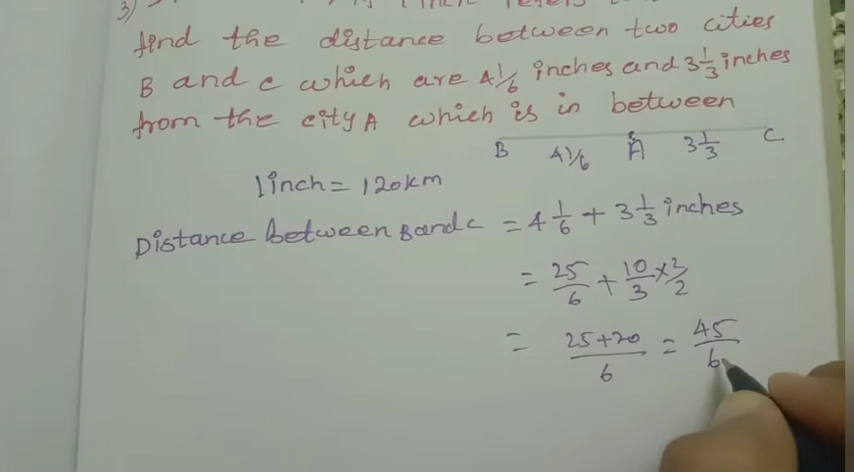 3)
find the distance between two cities
B and c which are 4 1/6 inches and 3 1/3 inches
from the city A which is in between
B 4 1/6 A 3 1/3 C.
1 inch = 120km
Distance between B and C = 4 1/6 + 3 1/3 inches
= 25/6 + 10/3 × 2/2
= 25+20/6 = 45/6